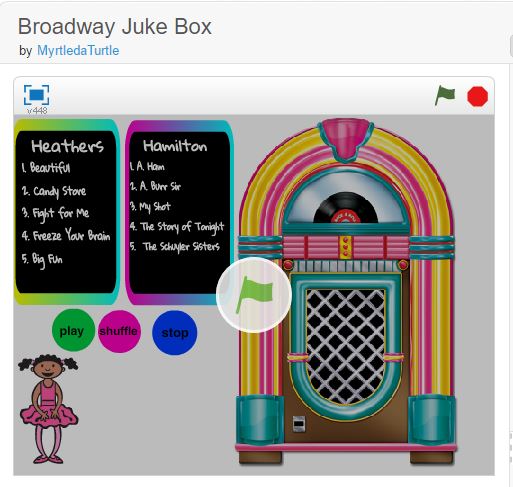 Broadway Juke Box
by MyrtledaTurtle
v448
Heathers
1. Beautiful
2. Candy Store
3. Fight for Me
4. Freeze Your Brain
5. Big Fun
Hamilton
1. A. Ham
2. A. Burr Sir
3. My Shot
4. The Story of Tonight
5. The Schuyler Sisters
play
shuffle
stop